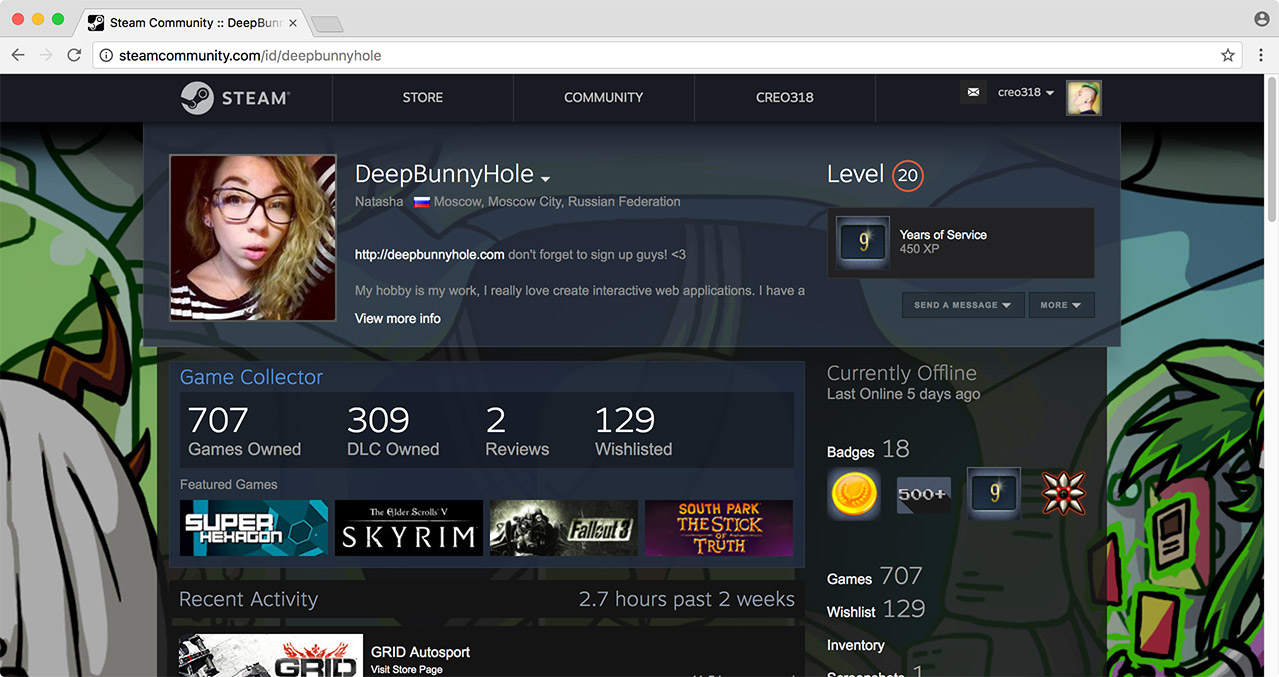 Steam Community :: DeepBunn
steamcommunity.com/id/deepbunnyhole
STEAM®
STORE
COMMUNITY
CREO318
creo318
DeepBunnyHole
Natasha Moscow, Moscow City, Russian Federation
http://deepbunnyhole.com don't forget to sign up guys! <3
My hobby is my work, I really love create interactive web applications. I have a
View more info
Level 20
9
Years of Service
450 XP
SEND A MESSAGE
MORE
Game Collector
707
309
2
129
Games Owned
DLC Owned
Reviews
Wishlisted
Featured Games
SUPER HEXAGON
The Elder Scrolls V
SKYRIM
Fallout 3
SOUTH PARK
THE STICK
OF
TRUTH
Recent Activity
2.7 hours past 2 weeks
GRID
GRID Autosport
Visit Store Page
Currently Offline
Last Online 5 days ago
Badges 18
500+
9
Games 707
Wishlist 129
Inventory
Screenshots 1